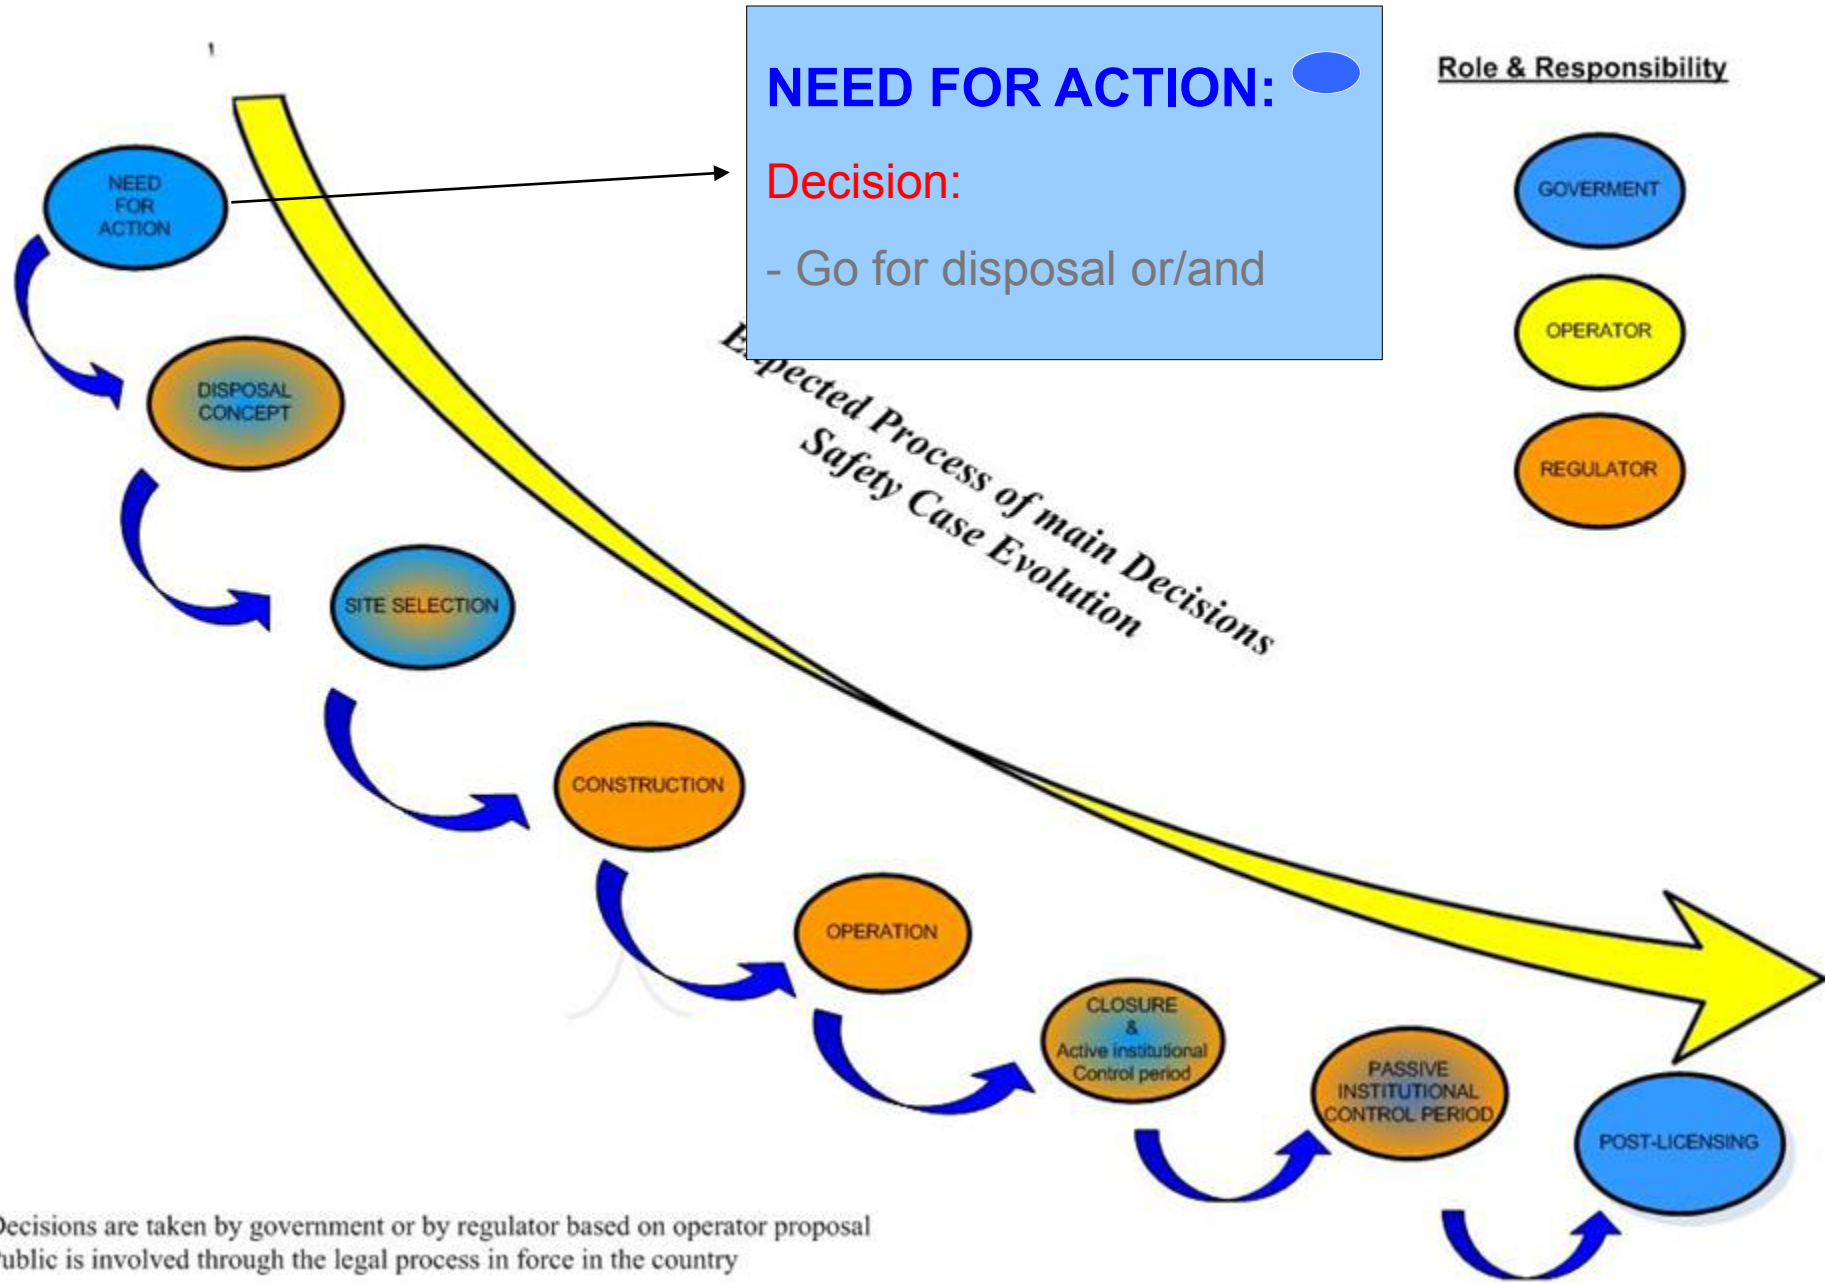 NEED FOR ACTION:
Decision:
- Go for disposal or/and
Role & Responsibility
GOVERMENT
OPERATOR
REGULATOR
NEED
FOR
ACTION
DISPOSAL
CONCEPT
SITE SELECTION
CONSTRUCTION
OPERATION
CLOSURE
&
Active institutional
Control period
PASSIVE
INSTITUTIONAL
CONTROL PERIOD
POST-LICENSING
Expected Process of main Decisions
Safety Case Evolution
Decisions are taken by government or by regulator based on operator proposal
Public is involved through the legal process in force in the country